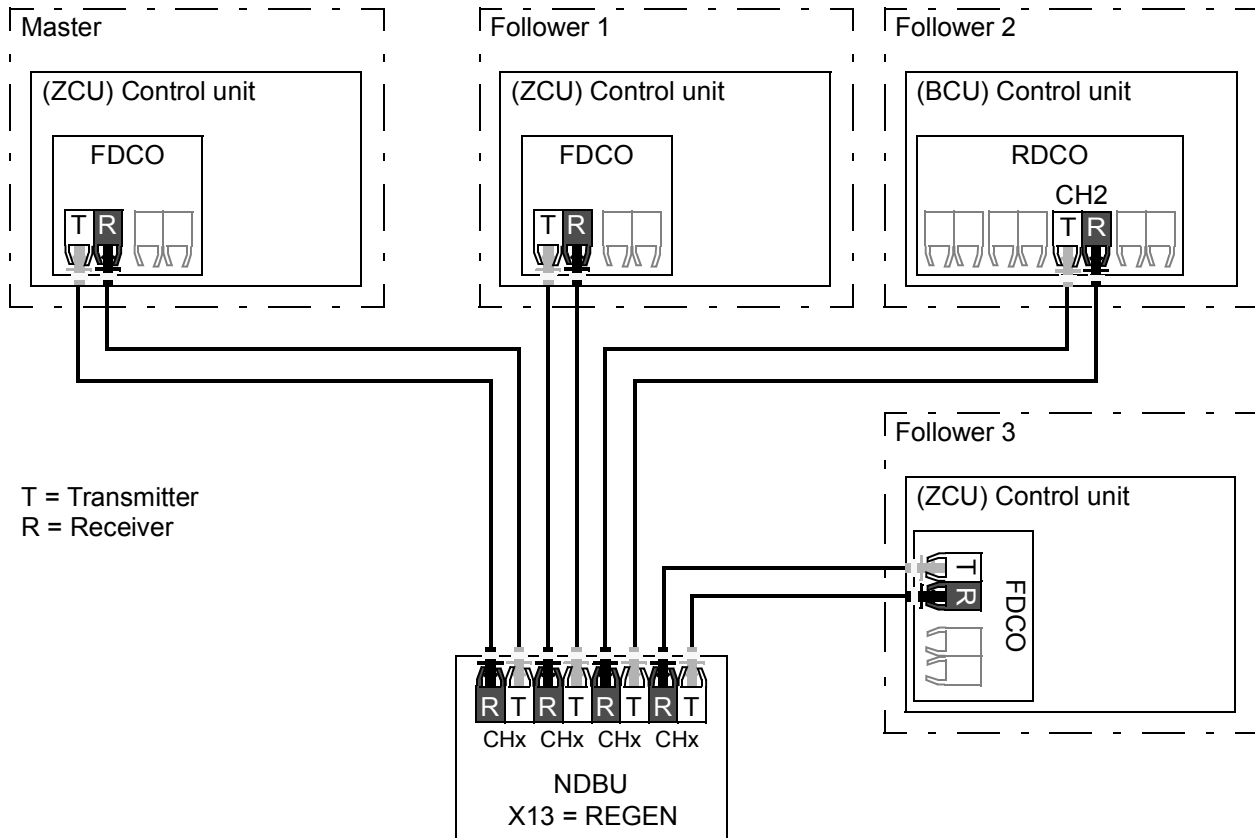 Master
(ZCU) Control unit
FDCO
T R
Follower 1
(ZCU) Control unit
FDCO
T R
Follower 2
(BCU) Control unit
RDCO
CH2
T R
T = Transmitter
R = Receiver
Follower 3
(ZCU) Control unit
T
R
FDCO
R T R T R T R T
CHx CHx CHx CHx
NDBU
X13 = REGEN